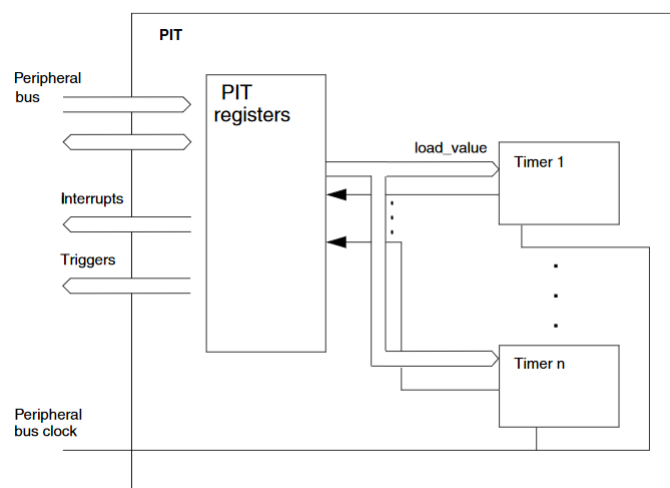 PIT
Peripheral
bus
PIT
registers
load_value
Timer 1
Interrupts
Triggers
Timer n
Peripheral
bus clock